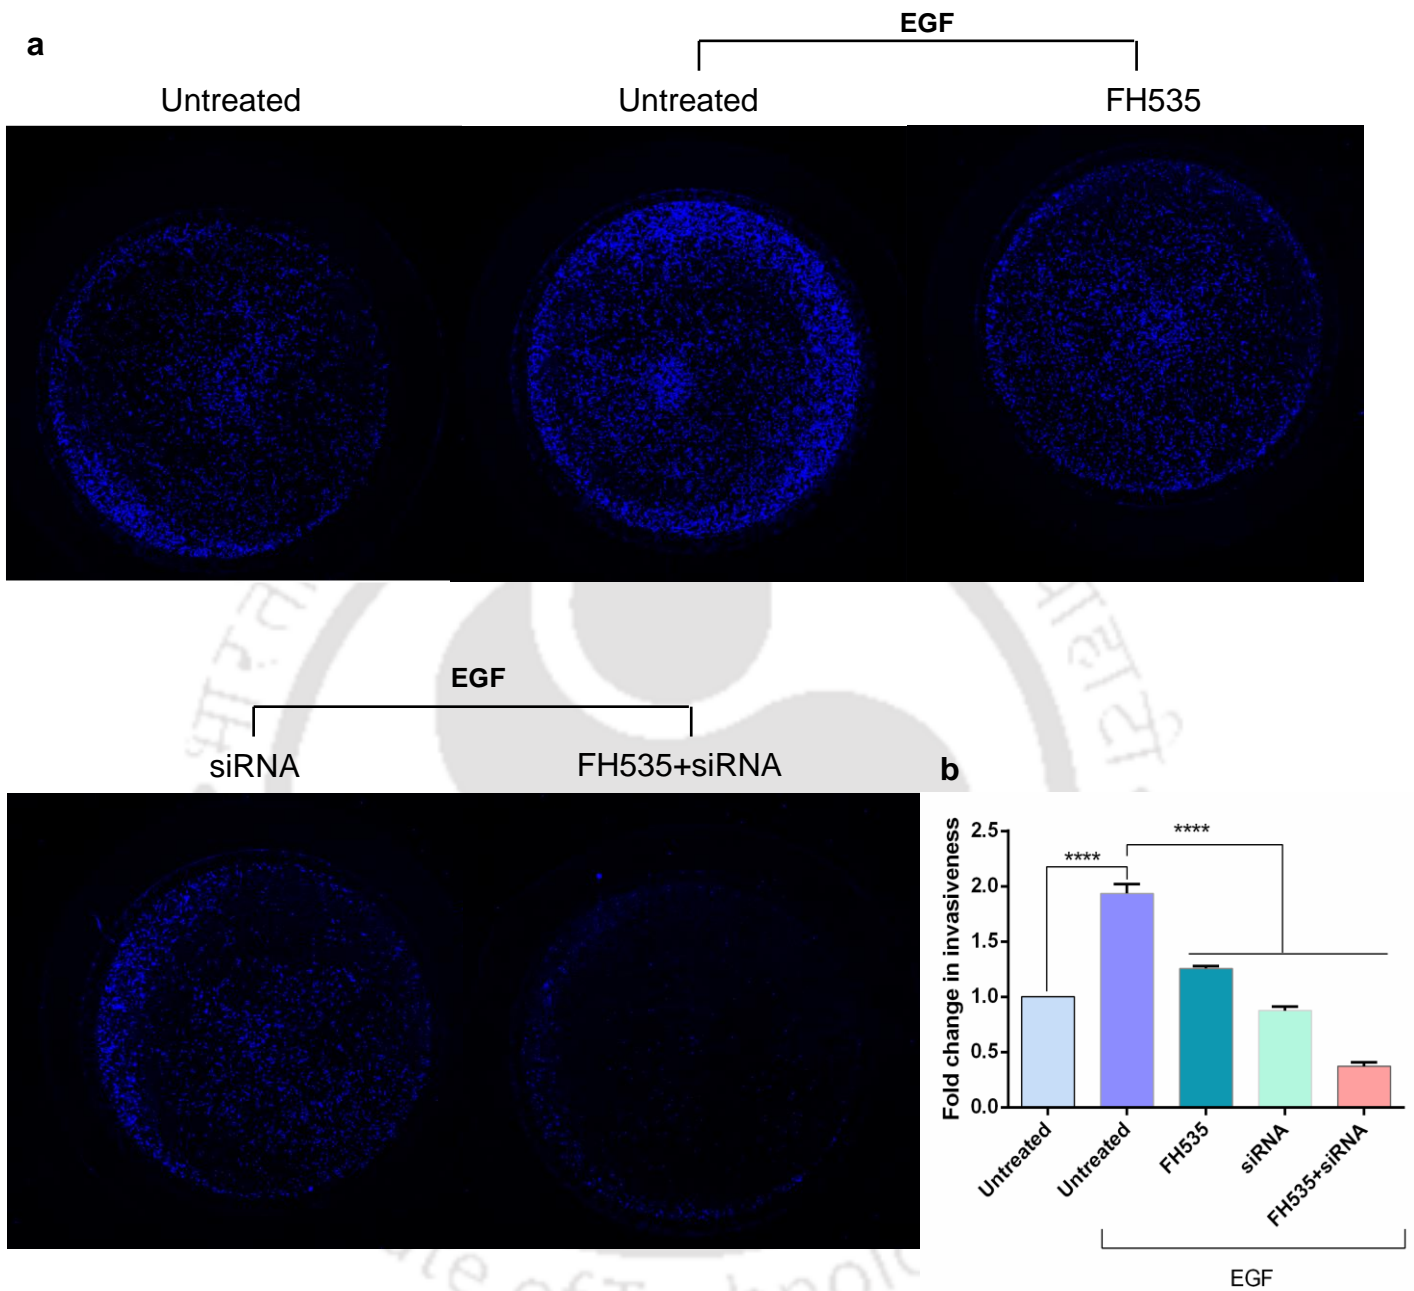 a
EGF
Untreated
Untreated
FH535
EGF
siRNA
FH535+siRNA
b
Fold change in invasiveness
2.5
2.0
1.5
1.0
0.5
0.0
****
****
Untreated
Untreated
FH535
siRNA
FH535+siRNA
EGF